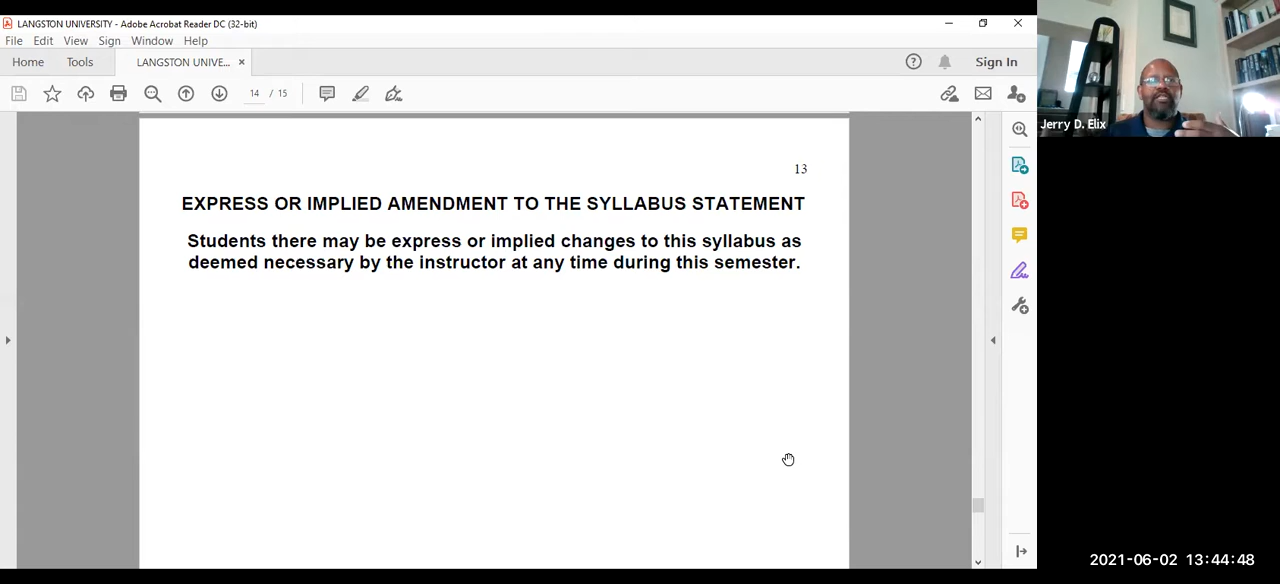 LANGSTON UNIVERSITY - Adobe Acrobat Reader DC (32-bit)
File Edit View Sign Window Help
Home Tools LANGSTON UNIVE... × Sign In
14 / 15
13
EXPRESS OR IMPLIED AMENDMENT TO THE SYLLABUS STATEMENT
Students there may be express or implied changes to this syllabus as
deemed necessary by the instructor at any time during this semester.
Jerry D. Elix
2021-06-02 13:44:48